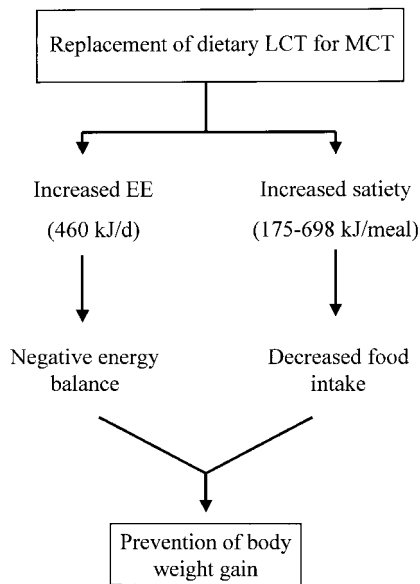 Replacement of dietary LCT for MCT
Increased EE
(460 kJ/d)
Increased satiety
(175-698 kJ/meal)
Negative energy
balance
Decreased food
intake
Prevention of body
weight gain